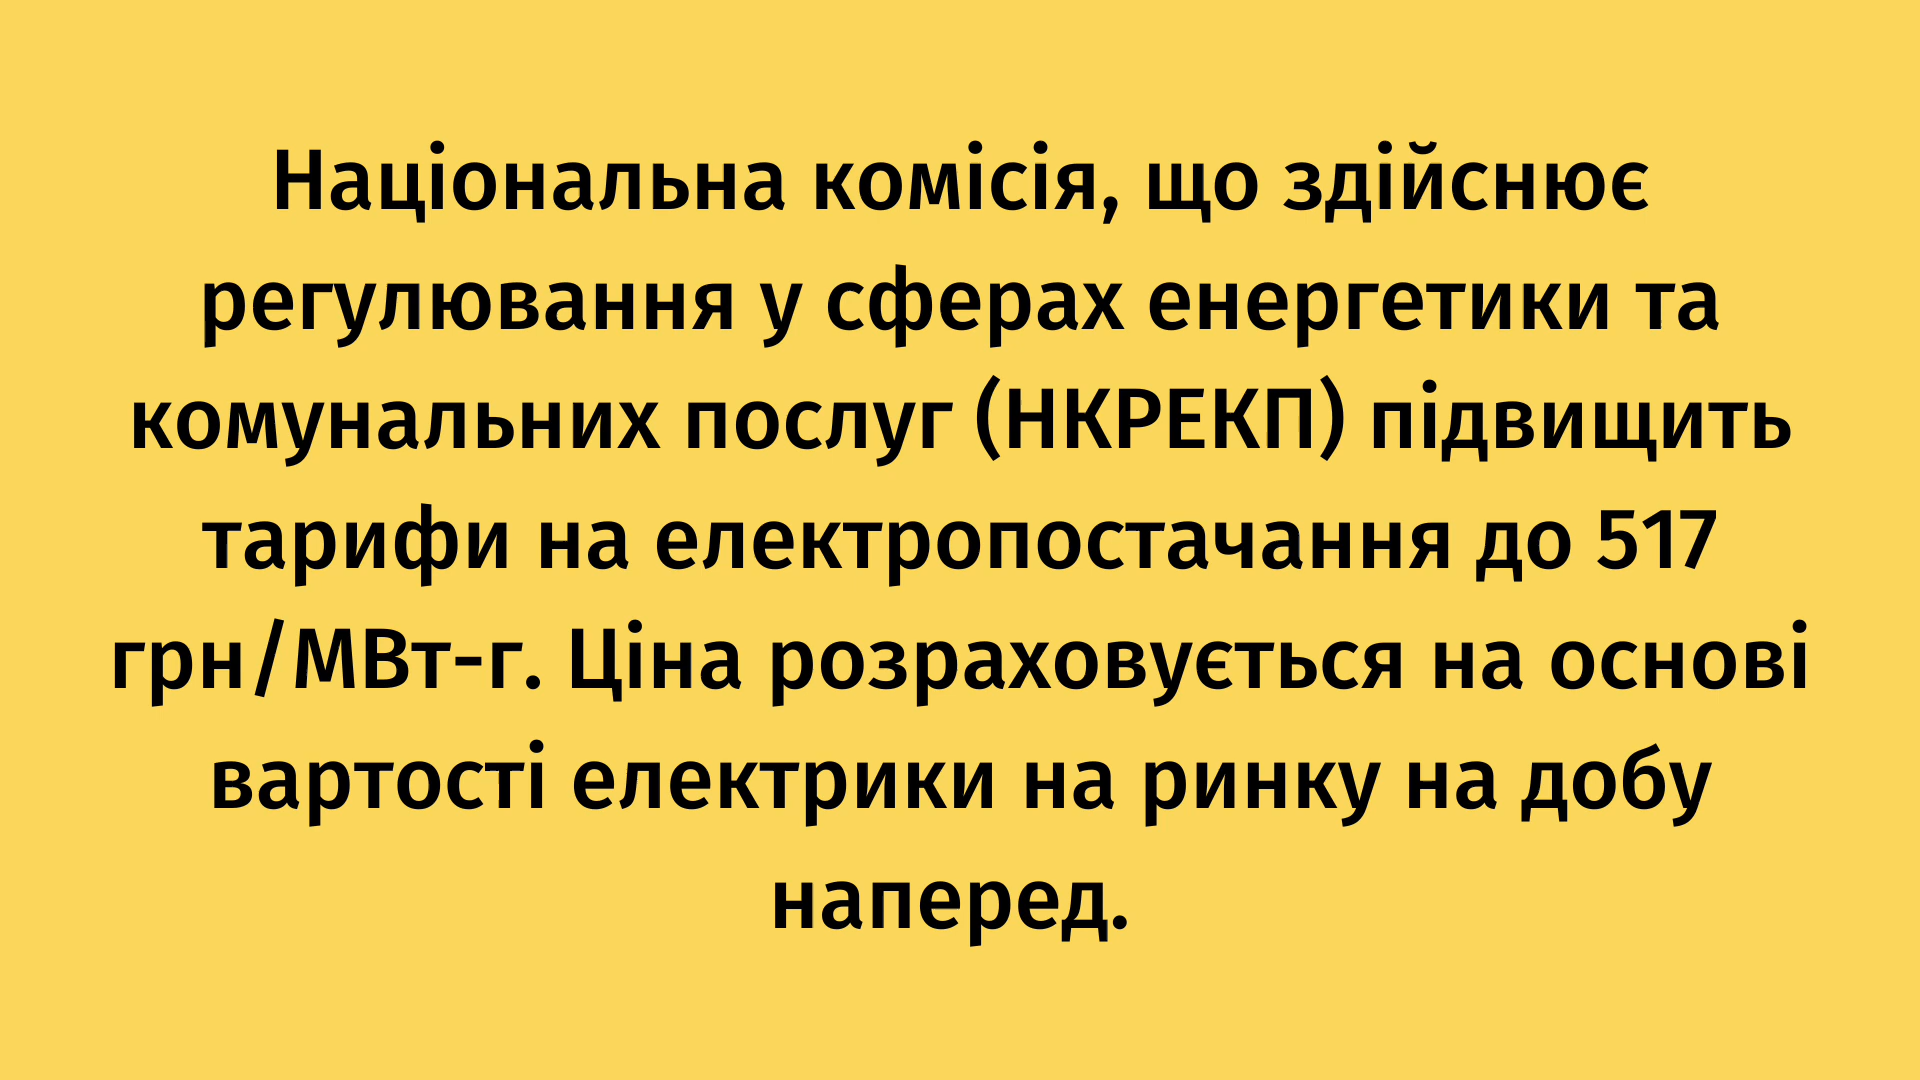 Національна комісія, що здійснює
регулювання у сферах енергетики та
комунальних послуг (НКРЕКП) підвищить
тарифи на електропостачання до 517
грн/МВт-г. Ціна розраховується на основі
вартості електрики на ринку на добу
наперед.